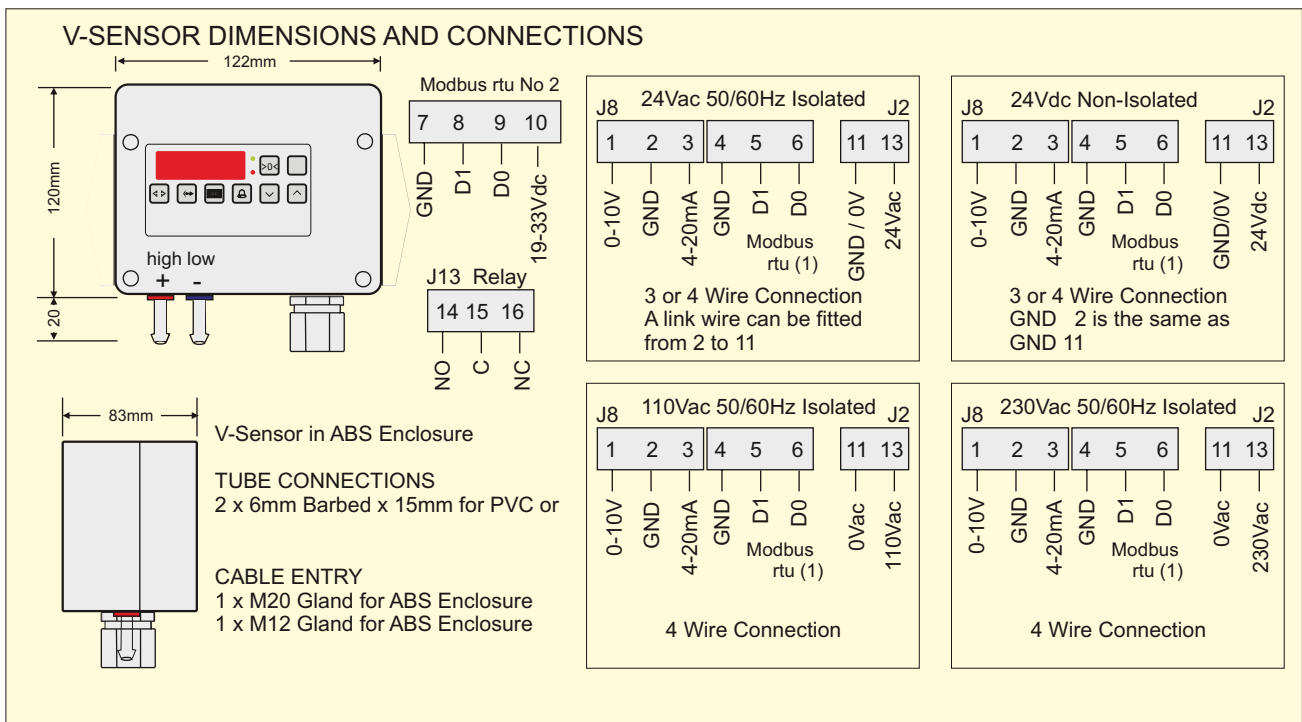 V-SENSOR DIMENSIONS AND CONNECTIONS
122mm
120mm
20
>0<
high low
+ -
Modbus rtu No 2
7 8 9 10
GND
D1
D0
19-33Vdc
J13 Relay
14 15 16
NO
C
NC
83mm
V-Sensor in ABS Enclosure
TUBE CONNECTIONS
2 x 6mm Barbed x 15mm for PVC or
CABLE ENTRY
1 x M20 Gland for ABS Enclosure
1 x M12 Gland for ABS Enclosure
24Vac 50/60Hz Isolated
J8 J2
1 2 3 4 5 6 11 13
0-10V
GND
4-20mA
GND
D1
D0
GND / 0V
24Vac
Modbus
rtu (1)
3 or 4 Wire Connection
A link wire can be fitted
from 2 to 11
24Vdc Non-Isolated
J8 J2
1 2 3 4 5 6 11 13
0-10V
GND
4-20mA
GND
D1
D0
GND/0V
24Vdc
Modbus
rtu (1)
3 or 4 Wire Connection
GND 2 is the same as
GND 11
110Vac 50/60Hz Isolated
J8 J2
1 2 3 4 5 6 11 13
0-10V
GND
4-20mA
GND
D1
D0
0Vac
110Vac
Modbus
rtu (1)
4 Wire Connection
230Vac 50/60Hz Isolated
J8 J2
1 2 3 4 5 6 11 13
0-10V
GND
4-20mA
GND
D1
D0
0Vac
230Vac
Modbus
rtu (1)
4 Wire Connection